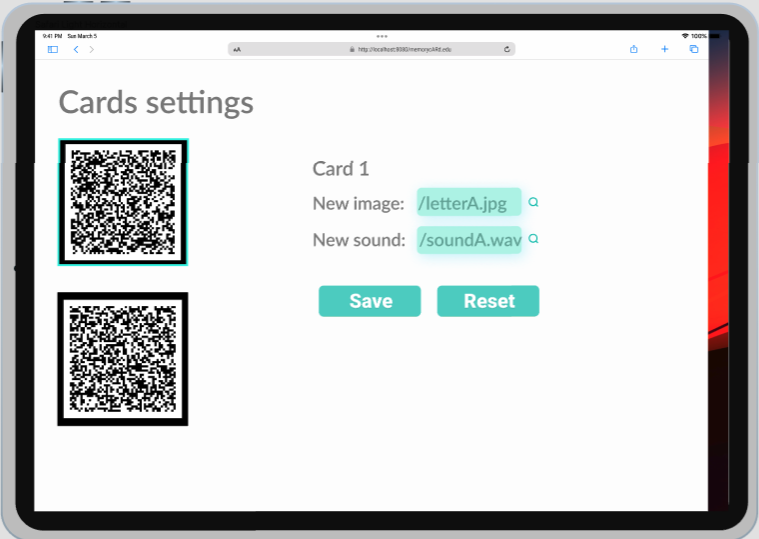 9:41 PM Sun March 5
100%
AA
http://localhost:8080/memorycARd.edu
Cards settings
Card 1
New image: /letterA.jpg
New sound: /soundA.wav
Save Reset